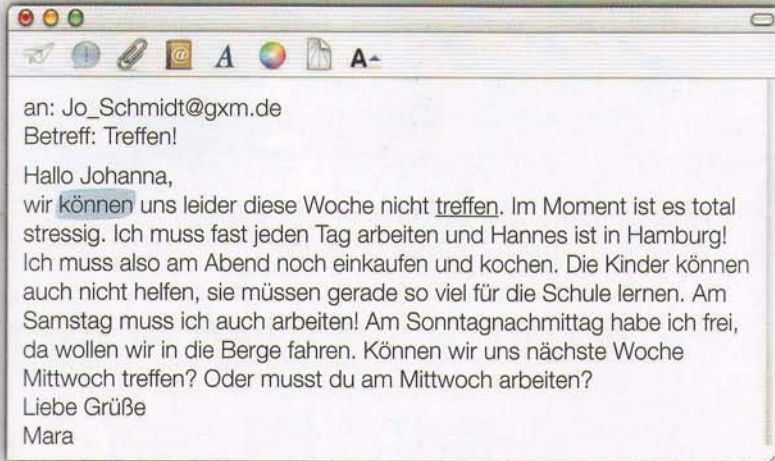 an: Jo_Schmidt@gxm.de
Betreff: Treffen!
Hallo Johanna,
wir können uns leider diese Woche nicht treffen. Im Moment ist es total
stressig. Ich muss fast jeden Tag arbeiten und Hannes ist in Hamburg!
Ich muss also am Abend noch einkaufen und kochen. Die Kinder können
auch nicht helfen, sie müssen gerade so viel für die Schule lernen. Am
Samstag muss ich auch arbeiten! Am Sonntagnachmittag habe ich frei,
da wollen wir in die Berge fahren. Können wir uns nächste Woche
Mittwoch treffen? Oder musst du am Mittwoch arbeiten?
Liebe Grüße
Mara